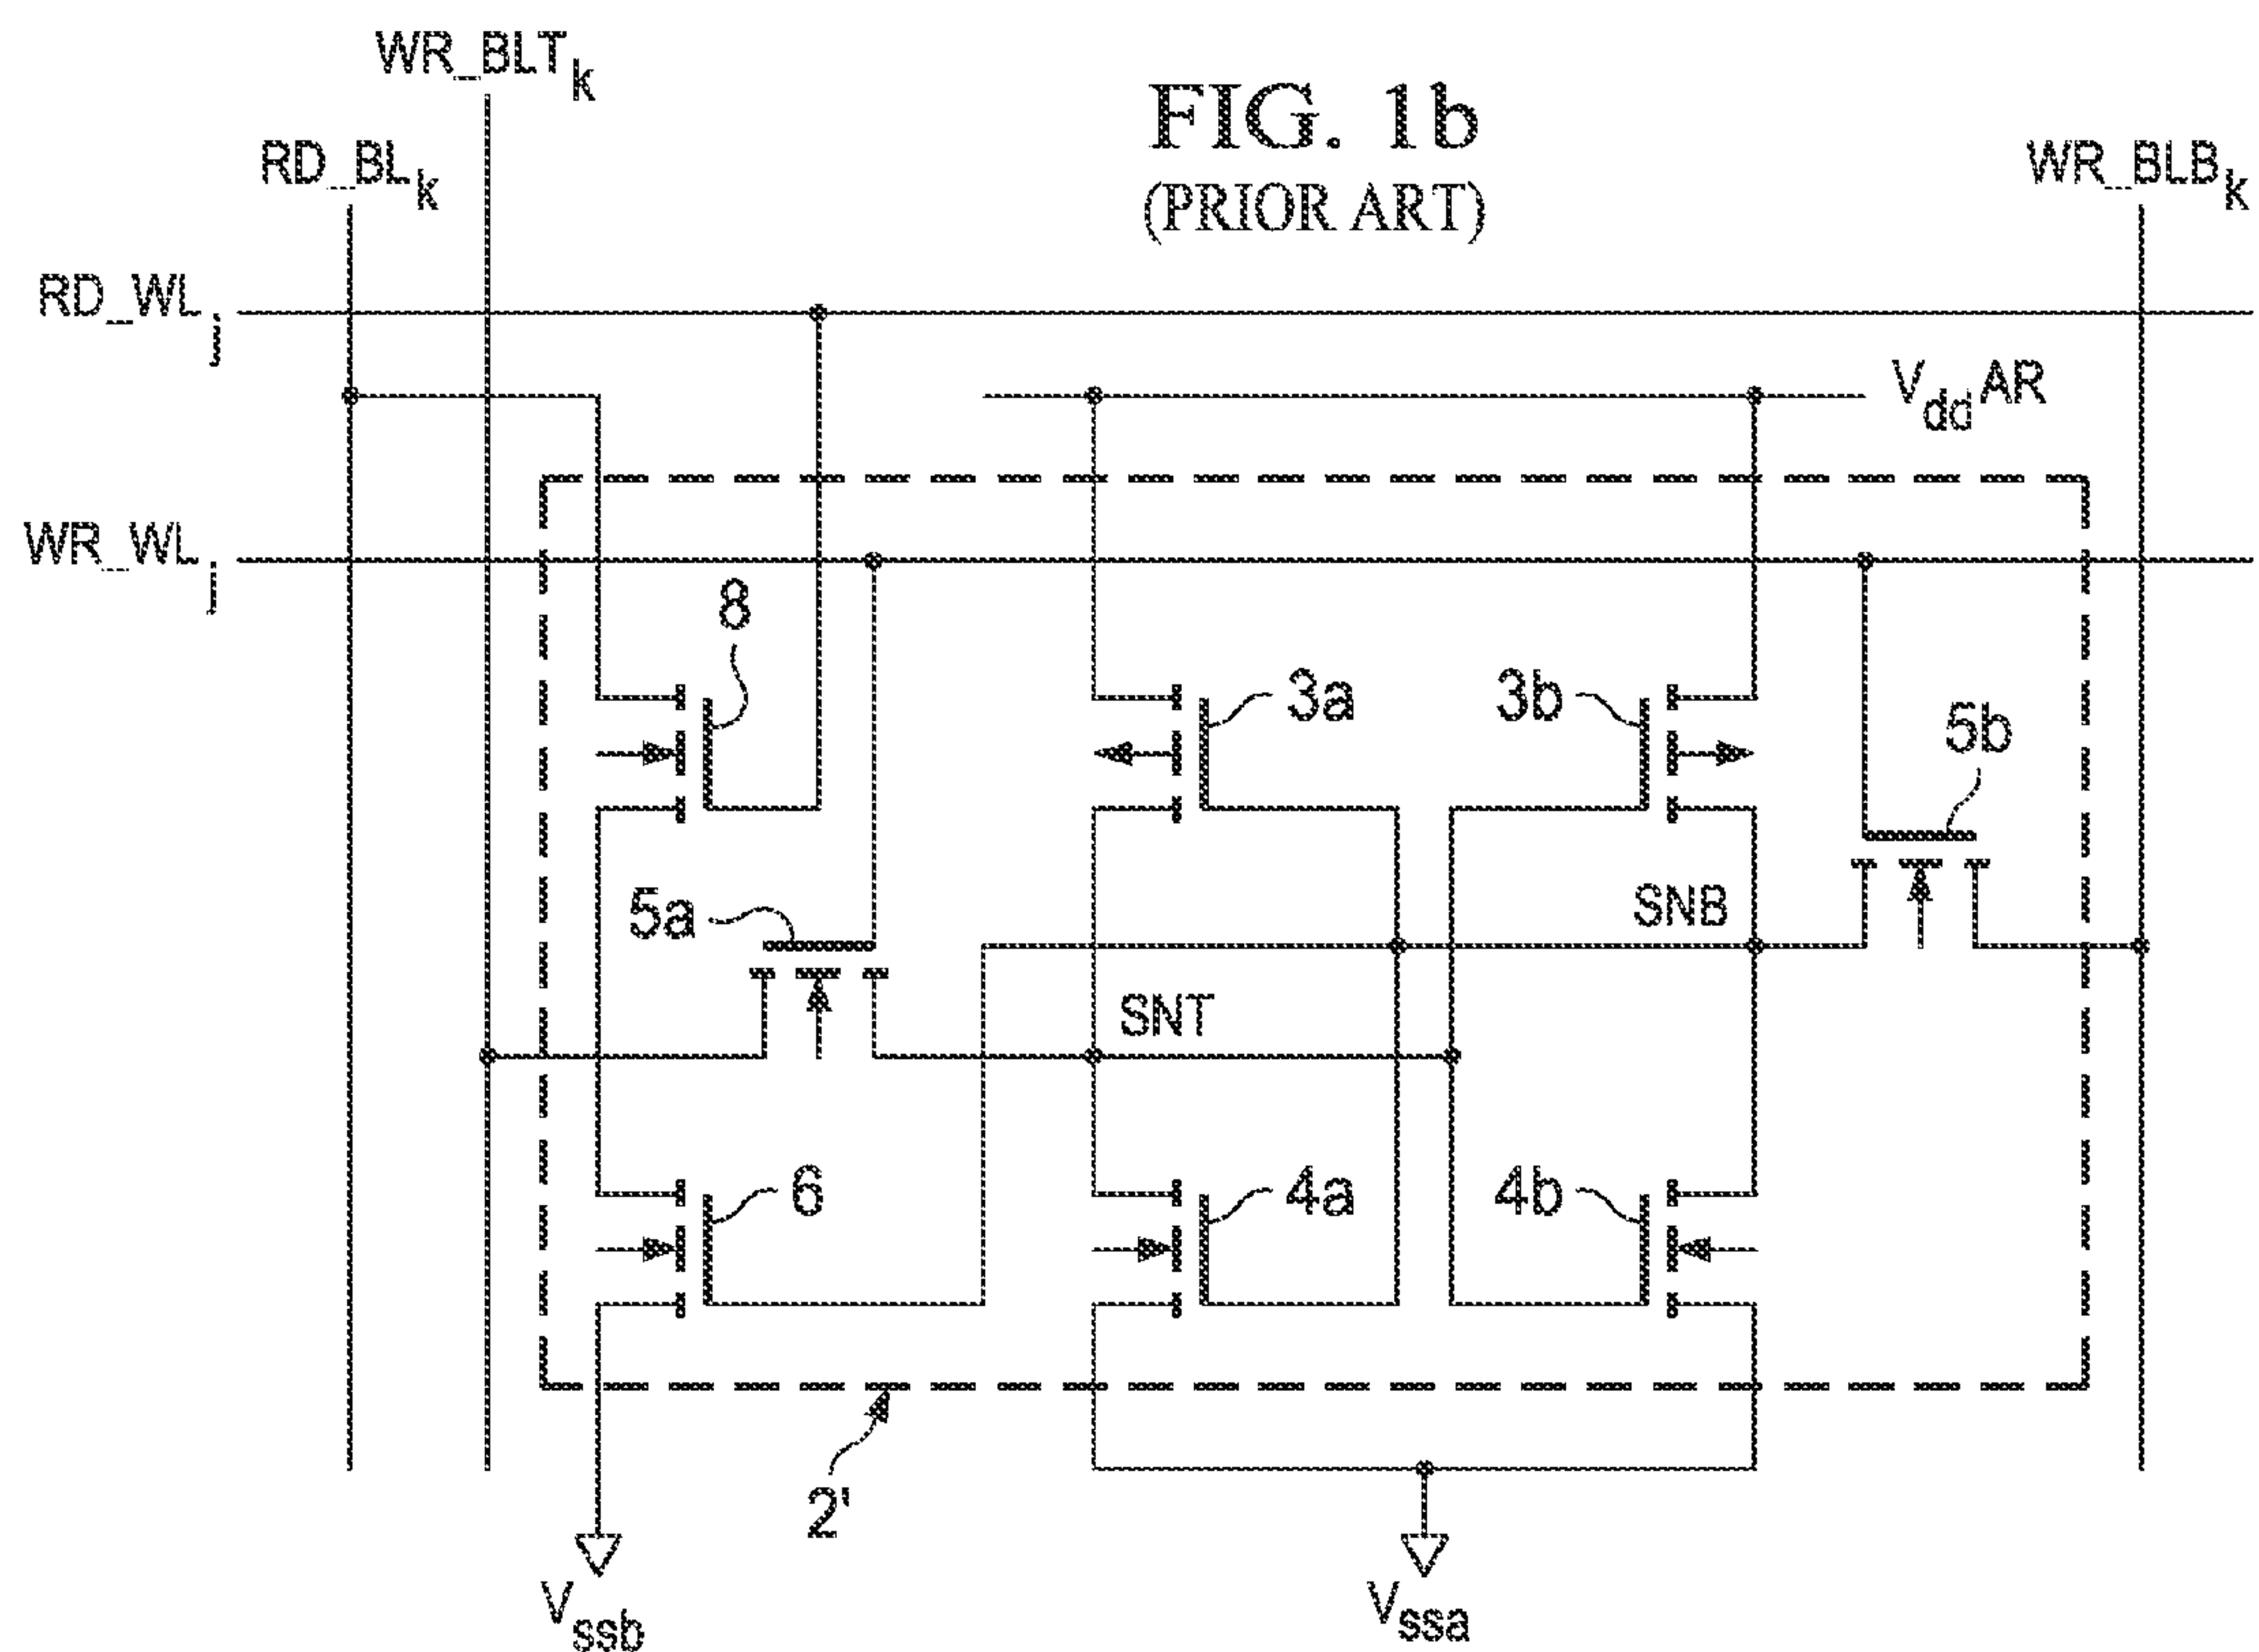 WR_BLTk
FIG. 1b
RD_BLk
WR_BLBk
(PRIOR ART)
RD_WLj
VddAR
WR_WLj
8
3a
3b
5b
5a
SNB
SNT
6
4a
4b
2'
Vssb
Vssa